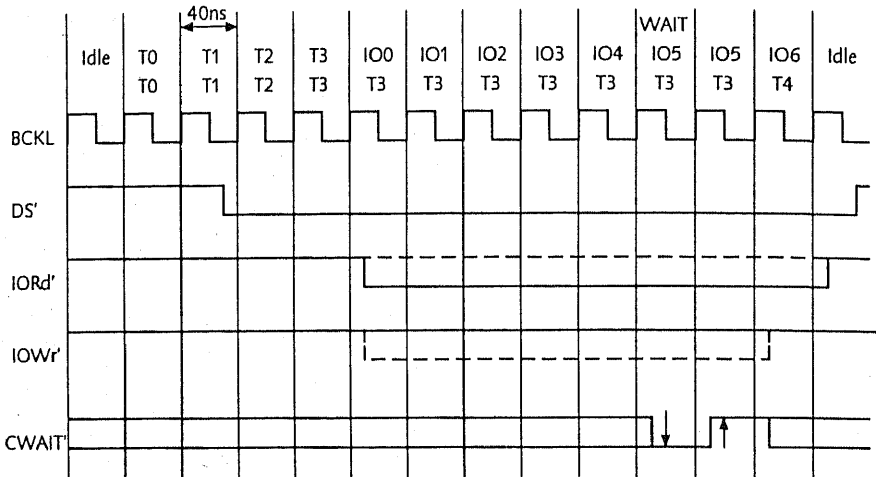 40ns
WAIT
Idle T0 T1 T2 T3 IO0 IO1 IO2 IO3 IO4 IO5 IO5 IO6 Idle
T0 T1 T2 T3 T3 T3 T3 T3 T3 T3 T3 T4
BCKL
DS'
IORd'
IOWr'
CWAIT'